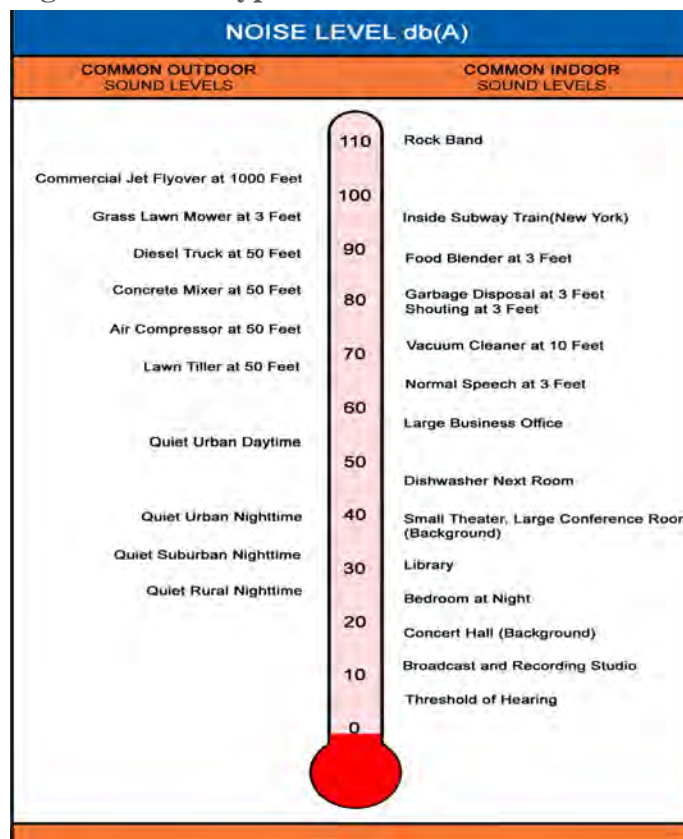 NOISE LEVEL db(A)
COMMON OUTDOOR
SOUND LEVELS
COMMON INDOOR
SOUND LEVELS
110
Rock Band
Commercial Jet Flyover at 1000 Feet
100
Grass Lawn Mower at 3 Feet
Inside Subway Train(New York)
90
Diesel Truck at 50 Feet
Food Blender at 3 Feet
Concrete Mixer at 50 Feet
80
Garbage Disposal at 3 Feet
Shouting at 3 Feet
Air Compressor at 50 Feet
70
Vacuum Cleaner at 10 Feet
Lawn Tiller at 50 Feet
Normal Speech at 3 Feet
60
Large Business Office
Quiet Urban Daytime
50
Dishwasher Next Room
40
Quiet Urban Nighttime
Small Theater, Large Conference Room
(Background)
Quiet Suburban Nighttime
30
Library
Quiet Rural Nighttime
Bedroom at Night
20
Concert Hall (Background)
10
Broadcast and Recording Studio
Threshold of Hearing
0